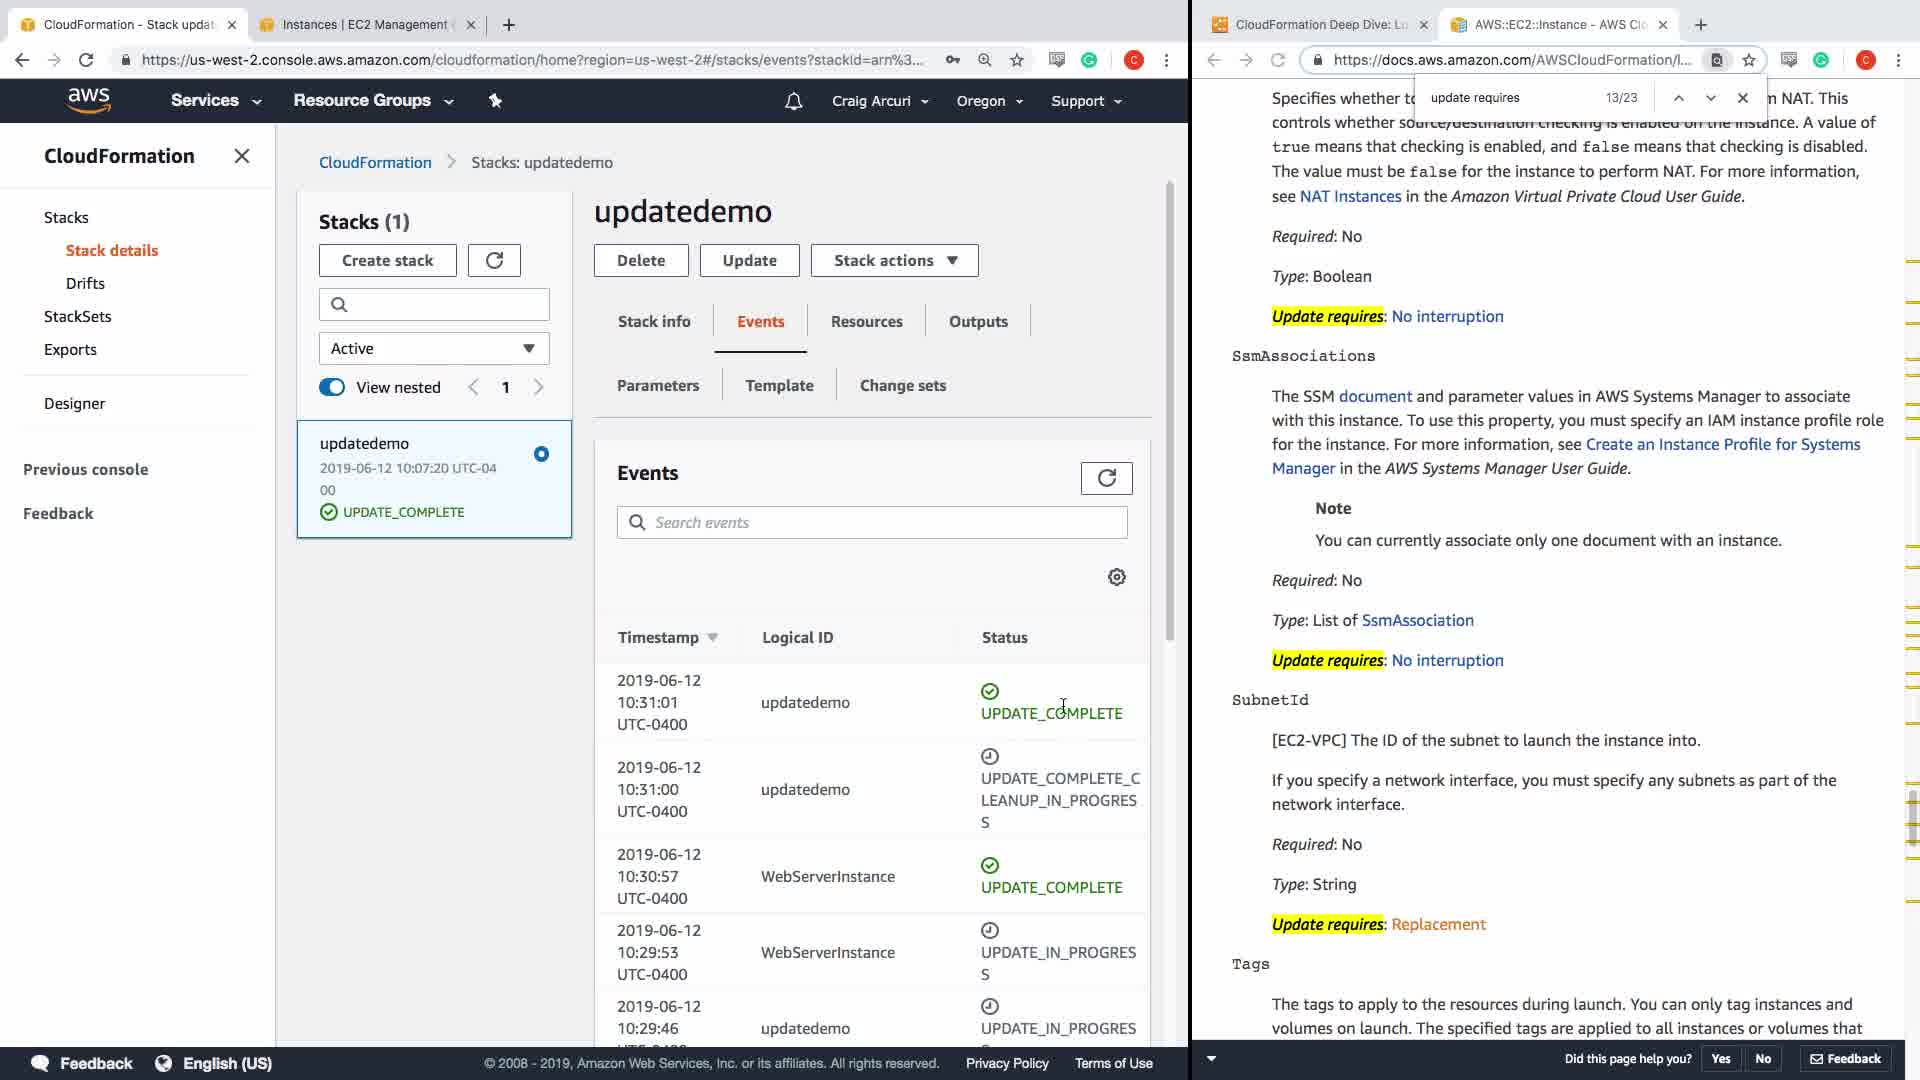 CloudFormation - Stack updat
Instances | EC2 Management
https://us-west-2.console.aws.amazon.com/cloudformation/home?region=us-west-2#/stacks/events?stackId=arn%3...
C
aws
Services
Resource Groups
Craig Arcuri
Oregon
Support
CloudFormation
Stacks
Stack details
Drifts
StackSets
Exports
Designer
Previous console
Feedback
CloudFormation > Stacks: updatedemo
Stacks (1)
Create stack
Active
View nested
1
updatedemo
2019-06-12 10:07:20 UTC-04
00
UPDATE_COMPLETE
updatedemo
Delete
Update
Stack actions
Stack info
Events
Resources
Outputs
Parameters
Template
Change sets
Events
Search events
Timestamp
Logical ID
Status
2019-06-12
10:31:01
UTC-0400
updatedemo
UPDATE_COMPLETE
2019-06-12
10:31:00
UTC-0400
updatedemo
UPDATE_COMPLETE_C
LEANUP_IN_PROGRES
S
2019-06-12
10:30:57
UTC-0400
WebServerInstance
UPDATE_COMPLETE
2019-06-12
10:29:53
UTC-0400
WebServerInstance
UPDATE_IN_PROGRES
S
2019-06-12
10:29:46
updatedemo
UPDATE_IN_PROGRES
Feedback
English (US)
© 2008 - 2019, Amazon Web Services, Inc. or its affiliates. All rights reserved.
Privacy Policy
Terms of Use
CloudFormation Deep Dive: Lu
AWS::EC2::Instance - AWS Clo
https://docs.aws.amazon.com/AWSCloudFormation/l...
C
update requires
13/23
Specifies whether to
m NAT. This
controls whether source/destination checking is enabled on the instance. A value of
true means that checking is enabled, and false means that checking is disabled.
The value must be false for the instance to perform NAT. For more information,
see NAT Instances in the Amazon Virtual Private Cloud User Guide.
Required: No
Type: Boolean
Update requires: No interruption
SsmAssociations
The SSM document and parameter values in AWS Systems Manager to associate
with this instance. To use this property, you must specify an IAM instance profile role
for the instance. For more information, see Create an Instance Profile for Systems
Manager in the AWS Systems Manager User Guide.
Note
You can currently associate only one document with an instance.
Required: No
Type: List of SsmAssociation
Update requires: No interruption
SubnetId
[EC2-VPC] The ID of the subnet to launch the instance into.
If you specify a network interface, you must specify any subnets as part of the
network interface.
Required: No
Type: String
Update requires: Replacement
Tags
The tags to apply to the resources during launch. You can only tag instances and
volumes on launch. The specified tags are applied to all instances or volumes that
Did this page help you?
Yes
No
Feedback